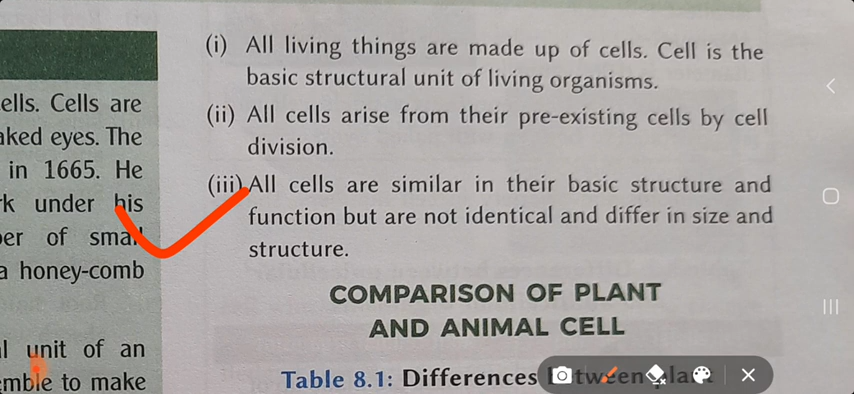 ells. Cells are
aked eyes. The
in 1665. He
k under his
er of small
a honey-comb
l unit of an
emble to make
(i) All living things are made up of cells. Cell is the
basic structural unit of living organisms.
(ii) All cells arise from their pre-existing cells by cell
division.
(iii) All cells are similar in their basic structure and
function but are not identical and differ in size and
structure.
COMPARISON OF PLANT
AND ANIMAL CELL
Table 8.1: Differences between